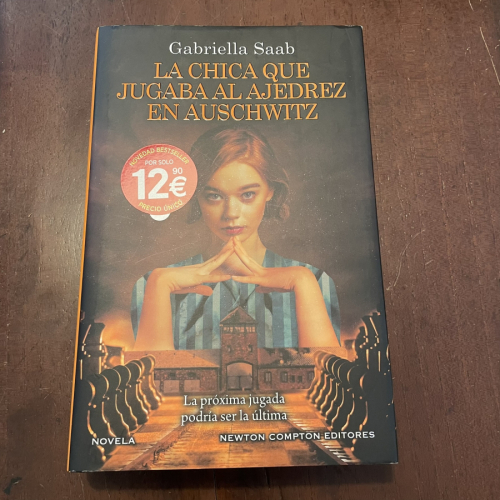 Gabriella Saab
LA CHICA QUE
JUGABA AL AJEDREZ
EN AUSCHWITZ
NOVEDAD BESTSELLER
POR SOLO
12,90€
PRECIO ÚNICO
La próxima jugada
podría ser la última
NOVELA
NEWTON COMPTON EDITORES